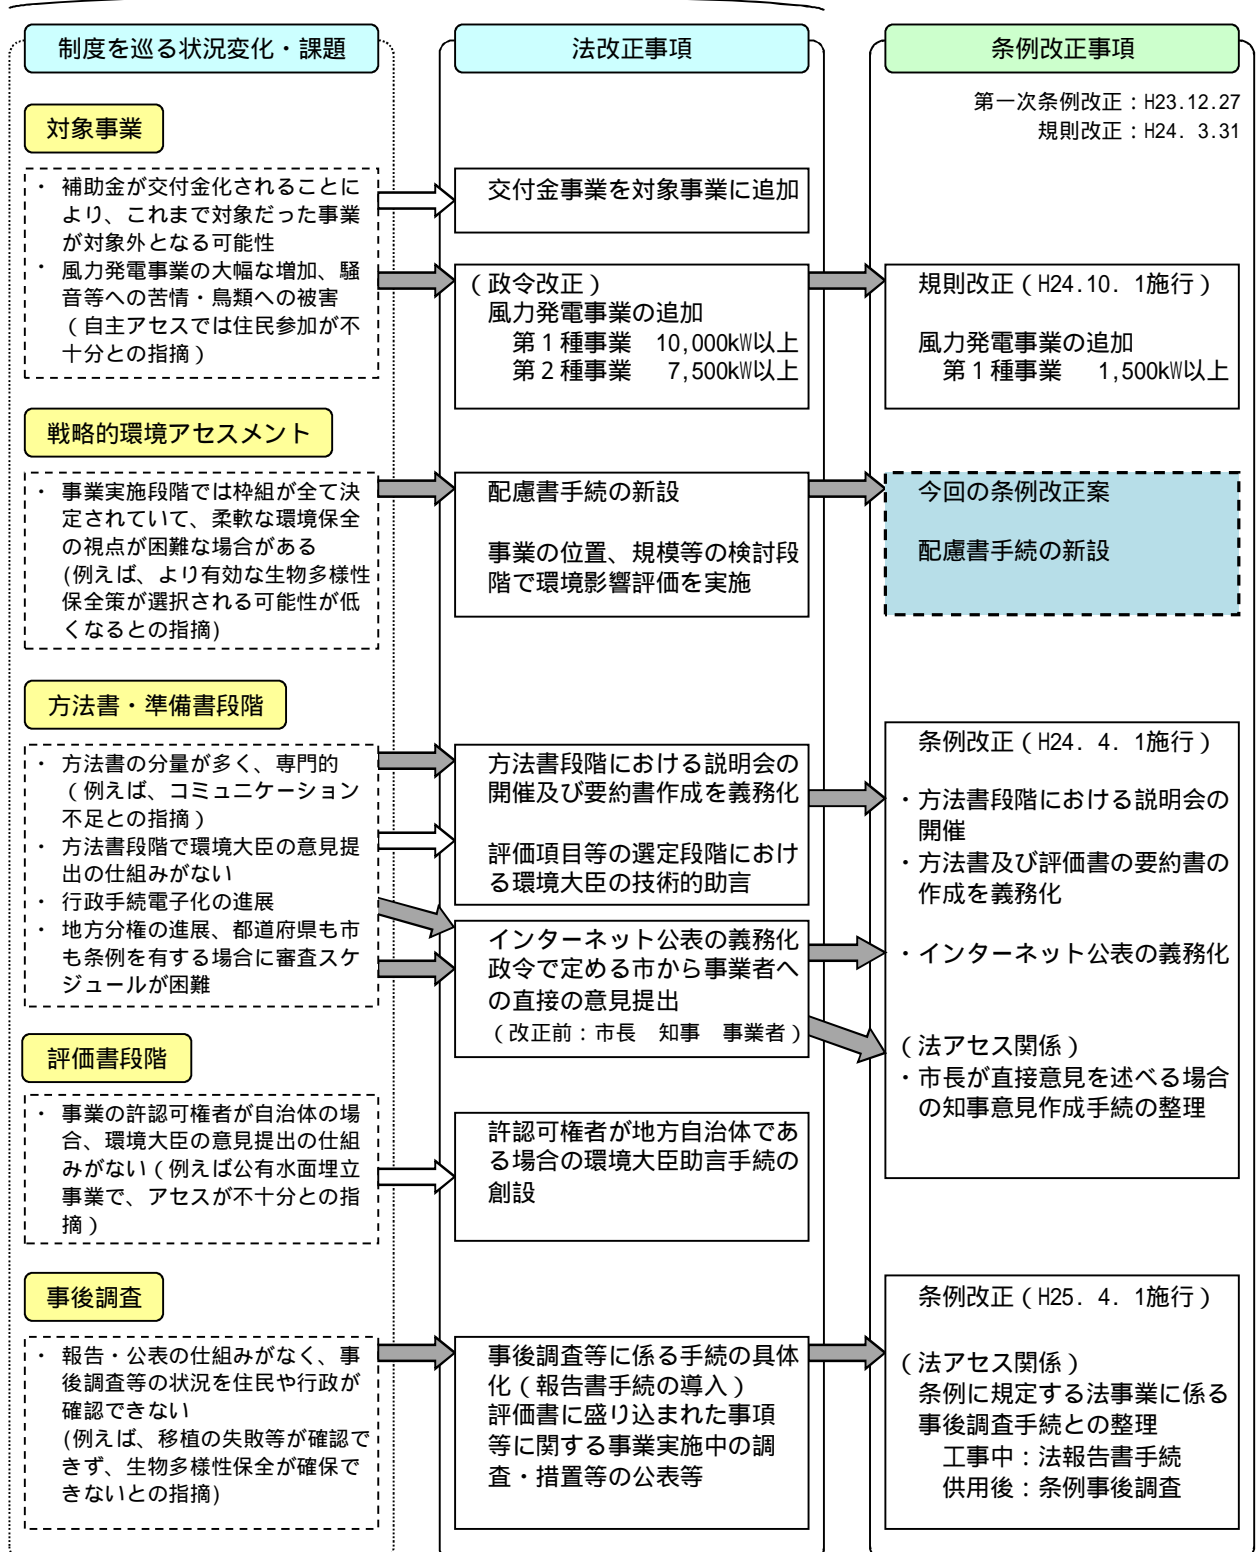 制度を巡る状況変化・課題
法改正事項
条例改正事項
第一次条例改正：H23.12.27
規則改正：H24. 3.31
対象事業
・ 補助金が交付金化されることに
より、これまで対象だった事業
が対象外となる可能性
・ 風力発電事業の大幅な増加、騒
音等への苦情・鳥類への被害
（自主アセスでは住民参加が不
十分との指摘）
交付金事業を対象事業に追加
（政令改正）
風力発電事業の追加
第１種事業 10,000kW以上
第２種事業 7,500kW以上
規則改正（H24.10. 1施行）
風力発電事業の追加
第１種事業 1,500kW以上
戦略的環境アセスメント
・ 事業実施段階では枠組が全て決
定されていて、柔軟な環境保全
の視点が困難な場合がある
(例えば、より有効な生物多様性
保全策が選択される可能性が低
くなるとの指摘)
配慮書手続の新設
事業の位置、規模等の検討段
階で環境影響評価を実施
今回の条例改正案
配慮書手続の新設
方法書・準備書段階
・ 方法書の分量が多く、専門的
（例えば、コミュニケーション
不足との指摘）
・ 方法書段階で環境大臣の意見提
出の仕組みがない
・ 行政手続電子化の進展
・ 地方分権の進展、都道府県も市
も条例を有する場合に審査スケ
ジュールが困難
方法書段階における説明会の
開催及び要約書作成を義務化
評価項目等の選定段階におけ
る環境大臣の技術的助言
インターネット公表の義務化
政令で定める市から事業者へ
の直接の意見提出
（改正前：市長　知事　事業者）
条例改正（H24. 4. 1施行）
・方法書段階における説明会の
開催
・方法書及び評価書の要約書の
作成を義務化
・インターネット公表の義務化
（法アセス関係）
・市長が直接意見を述べる場合
の知事意見作成手続の整理
評価書段階
・ 事業の許認可権者が自治体の場
合、環境大臣の意見提出の仕組
みがない（例えば公有水面埋立
事業で、アセスが不十分との指
摘）
許認可権者が地方自治体であ
る場合の環境大臣助言手続の
創設
事後調査
・ 報告・公表の仕組みがなく、事
後調査等の状況を住民や行政が
確認できない
(例えば、移植の失敗等が確認で
きず、生物多様性保全が確保で
きないとの指摘)
事後調査等に係る手続の具体
化（報告書手続の導入）
評価書に盛り込まれた事項
等に関する事業実施中の調
査・措置等の公表等
条例改正（H25. 4. 1施行）
（法アセス関係）
条例に規定する法事業に係る
事後調査手続との整理
工事中：法報告書手続
供用後：条例事後調査